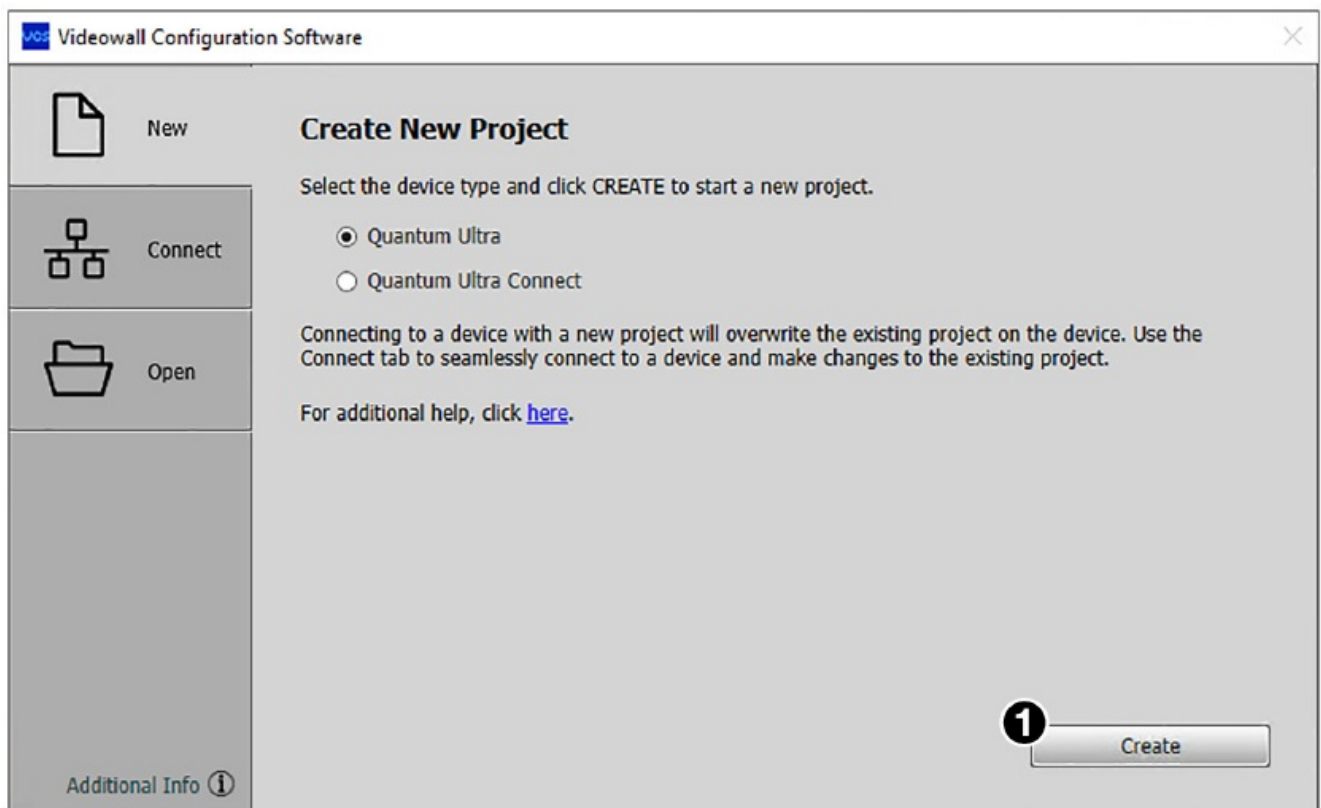 VCS Videowall Configuration Software
New
Connect
Open
Additional Info
Create New Project
Select the device type and click CREATE to start a new project.
Quantum Ultra
Quantum Ultra Connect
Connecting to a device with a new project will overwrite the existing project on the device. Use the
Connect tab to seamlessly connect to a device and make changes to the existing project.
For additional help, click here.
1
Create